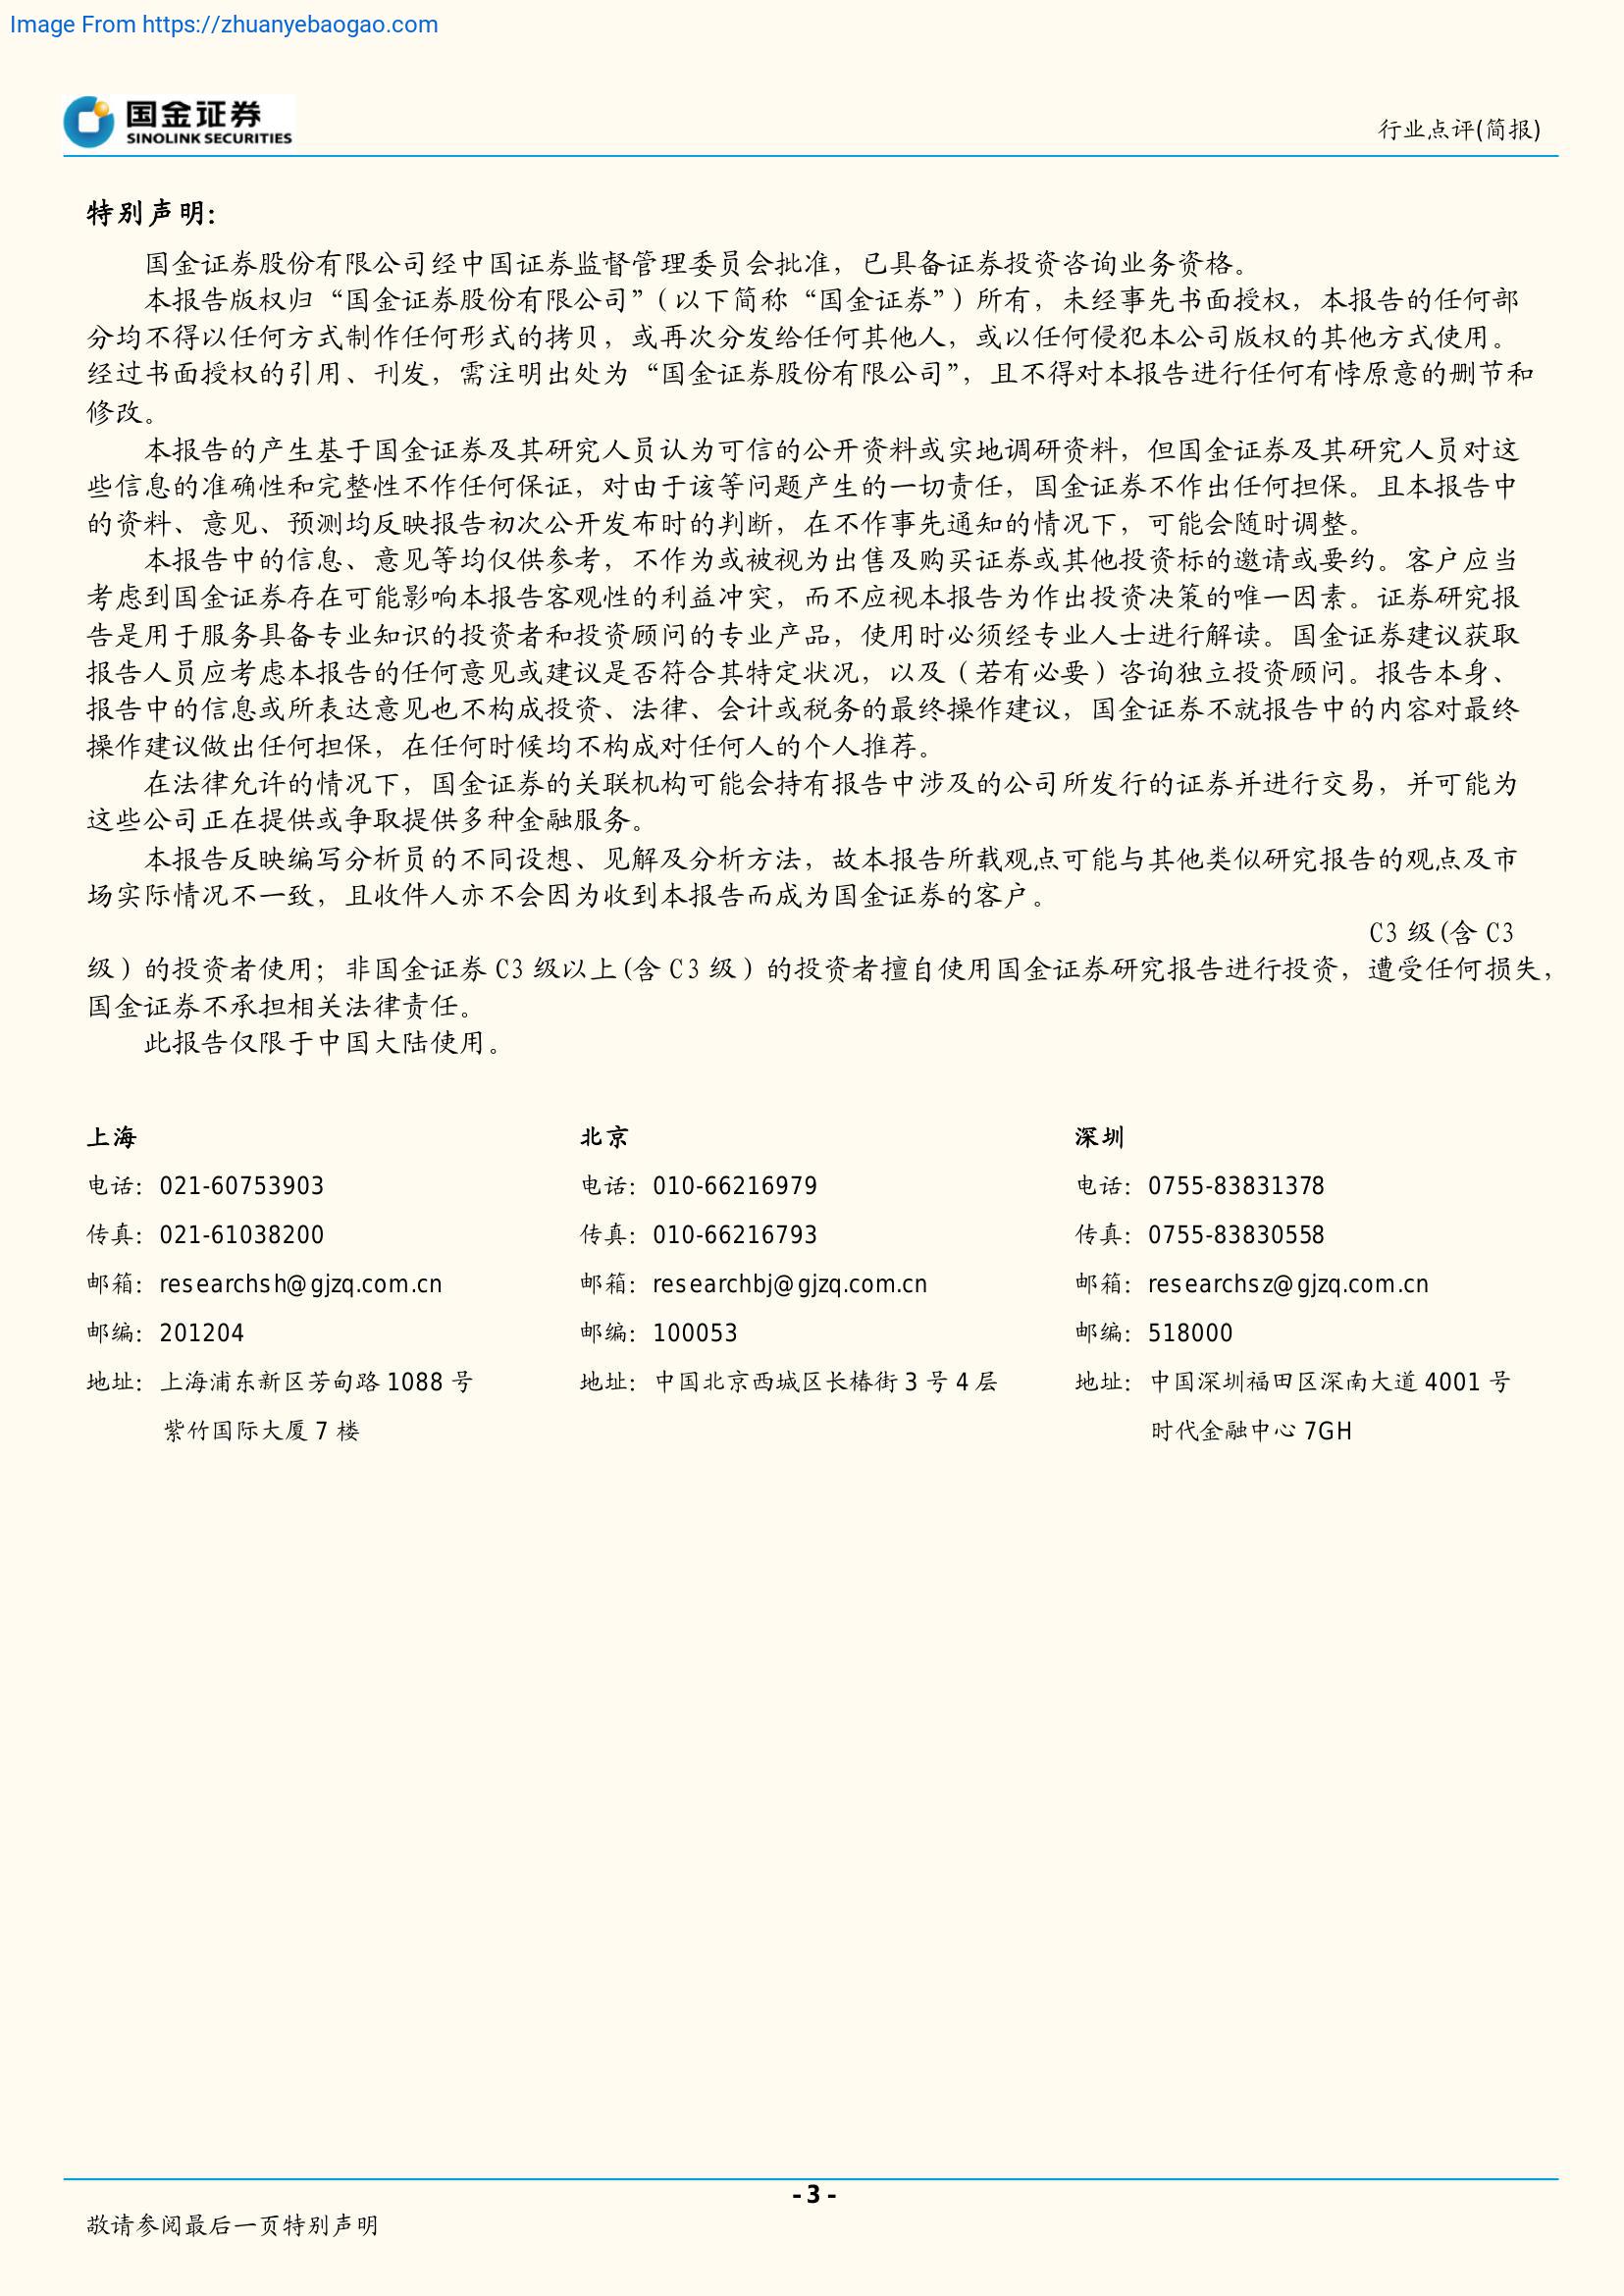 Image From https://zhuanyebaogao.com
国金证券
SINOLINK SECURITIES
行业点评(简报)
特别声明:
国金证券股份有限公司经中国证券监督管理委员会批准，已具备证券投资咨询业务资格。
本报告版权归“国金证券股份有限公司”（以下简称“国金证券”）所有，未经事先书面授权，本报告的任何部
分均不得以任何方式制作任何形式的拷贝，或再次分发给任何其他人，或以任何侵犯本公司版权的其他方式使用。
经过书面授权的引用、刊发，需注明出处为“国金证券股份有限公司”，且不得对本报告进行任何有悖原意的删节和
修改。
本报告的产生基于国金证券及其研究人员认为可信的公开资料或实地调研资料，但国金证券及其研究人员对这
些信息的准确性和完整性不作任何保证，对由于该等问题产生的一切责任，国金证券不作出任何担保。且本报告中
的资料、意见、预测均反映报告初次公开发布时的判断，在不作事先通知的情况下，可能会随时调整。
本报告中的信息、意见等均仅供参考，不作为或被视为出售及购买证券或其他投资标的邀请或要约。客户应当
考虑到国金证券存在可能影响本报告客观性的利益冲突，而不应视本报告为作出投资决策的唯一因素。证券研究报
告是用于服务具备专业知识的投资者和投资顾问的专业产品，使用时必须经专业人士进行解读。国金证券建议获取
报告人员应考虑本报告的任何意见或建议是否符合其特定状况，以及（若有必要）咨询独立投资顾问。报告本身、
报告中的信息或所表达意见也不构成投资、法律、会计或税务的最终操作建议，国金证券不就报告中的内容对最终
操作建议做出任何担保，在任何时候均不构成对任何人的个人推荐。
在法律允许的情况下，国金证券的关联机构可能会持有报告中涉及的公司所发行的证券并进行交易，并可能为
这些公司正在提供或争取提供多种金融服务。
本报告反映编写分析员的不同设想、见解及分析方法，故本报告所载观点可能与其他类似研究报告的观点及市
场实际情况不一致，且收件人亦不会因为收到本报告而成为国金证券的客户。
C3 级(含 C3
级）的投资者使用；非国金证券 C3 级以上(含 C3 级）的投资者擅自使用国金证券研究报告进行投资，遭受任何损失，
国金证券不承担相关法律责任。
此报告仅限于中国大陆使用。
上海
电话：021-60753903
传真：021-61038200
邮箱：researchsh@gjzq.com.cn
邮编：201204
地址：上海浦东新区芳甸路 1088 号
紫竹国际大厦 7 楼
北京
电话：010-66216979
传真：010-66216793
邮箱：researchbj@gjzq.com.cn
邮编：100053
地址：中国北京西城区长椿街 3 号 4 层
深圳
电话：0755-83831378
传真：0755-83830558
邮箱：researchsz@gjzq.com.cn
邮编：518000
地址：中国深圳福田区深南大道 4001 号
时代金融中心 7GH
- 3 -
敬请参阅最后一页特别声明